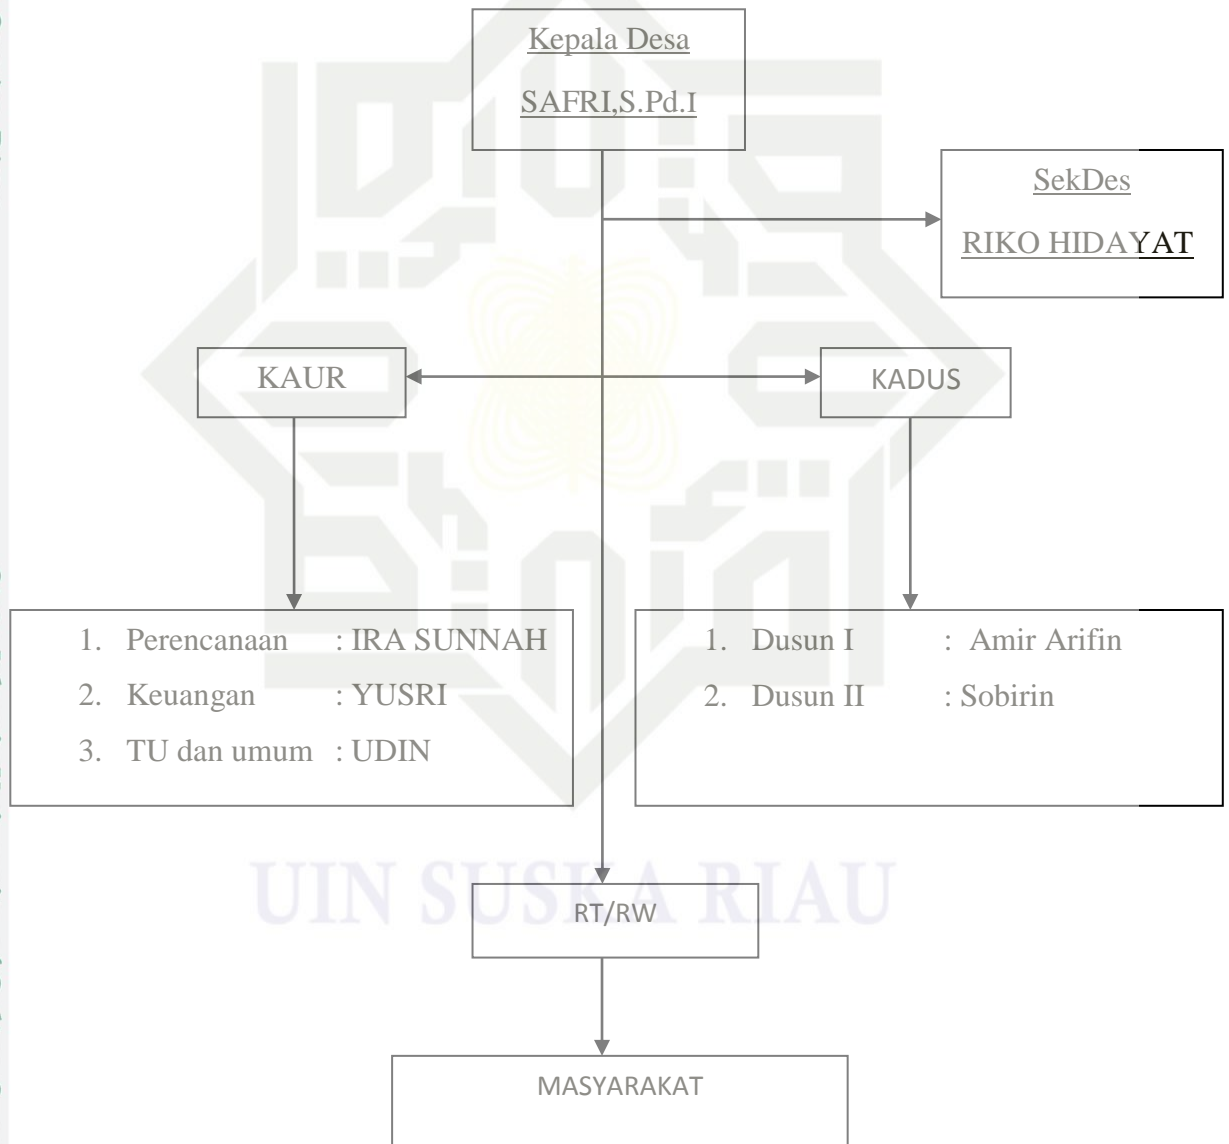 Kepala Desa
SAFRI,S.Pd.I
SekDes
RIKO HIDAYAT
KAUR
KADUS
1. Perencanaan : IRA SUNNAH
2. Keuangan : YUSRI
3. TU dan umum : UDIN
1. Dusun I : Amir Arifin
2. Dusun II : Sobirin
UIN SUSKA RIAU
RT/RW
MASYARAKAT